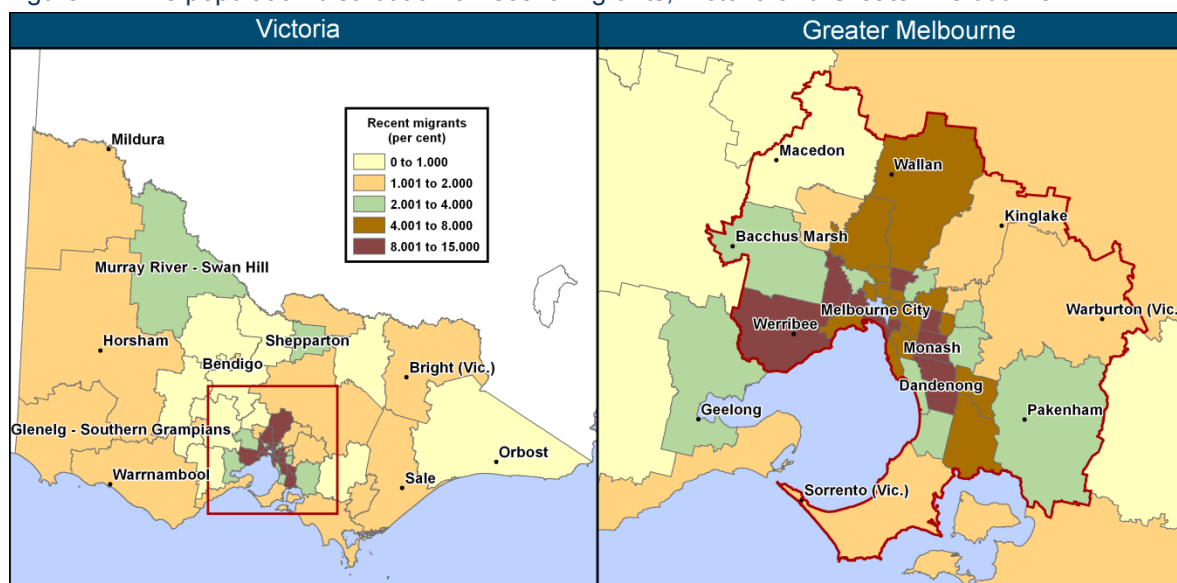 Victoria
Greater Melbourne
Recent migrants
(per cent)
0 to 1.000
1.001 to 2.000
2.001 to 4.000
4.001 to 8.000
8.001 to 15.000
Mildura
Murray River - Swan Hill
Horsham
Shepparton
Bendigo
Bright (Vic.)
Glenelg - Southern Grampians
Orbost
Warrnambool
Sale
Macedon
Wallan
Kinglake
Bacchus Marsh
Melbourne City
Warburton (Vic.)
Werribee
Monash
Dandenong
Geelong
Pakenham
Sorrento (Vic.)